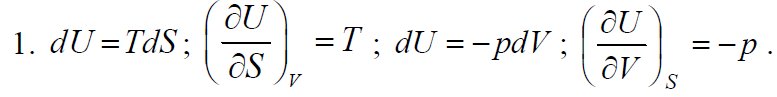 1. dU = TdS ; (∂U/∂S)_V = T ; dU = −pdV ; (∂U/∂V)_S = −p .